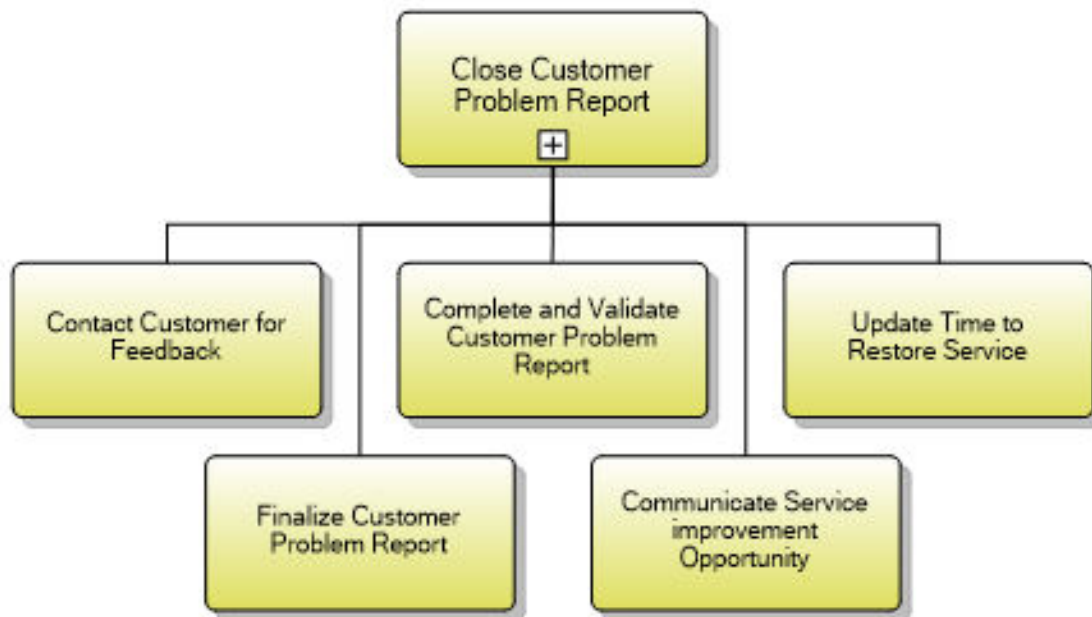 Close Customer
Problem Report
Contact Customer for
Feedback
Complete and Validate
Customer Problem
Report
Update Time to
Restore Service
Finalize Customer
Problem Report
Communicate Service
improvement
Opportunity